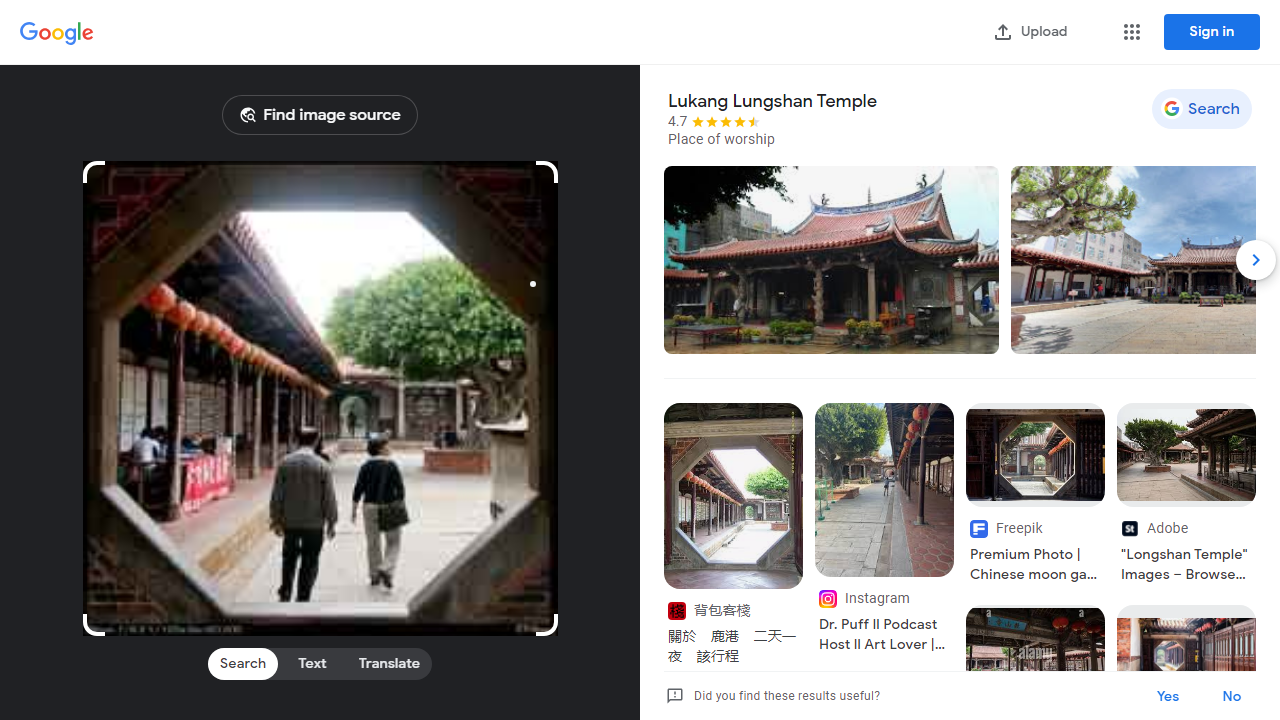 Google
Upload
Sign in
Find image source
Search
Text
Translate
Lukang Lungshan Temple
4.7
Place of worship
Search
背包客棧
關於 鹿港 二天一
夜 該行程
Instagram
Dr. Puff ll Podcast
Host ll Art Lover |...
Freepik
Premium Photo |
Chinese moon ga...
St
Adobe
"Longshan Temple"
Images – Browse...
a
a
alamy
Did you find these results useful?
Yes
No